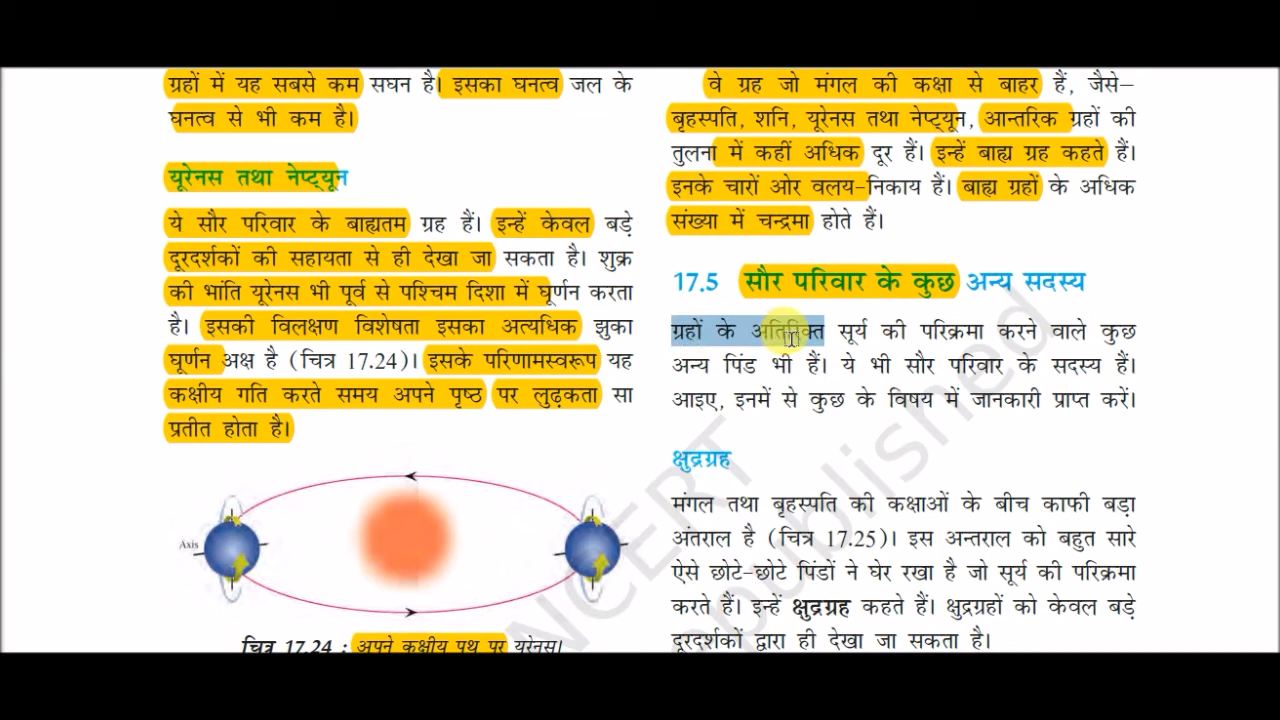 ग्रहों में यह सबसे कम सघन है। इसका घनत्व जल के
घनत्व से भी कम है।
यूरेनस तथा नेप्ट्यून
ये सौर परिवार के बाह्यतम ग्रह हैं। इन्हें केवल बड़े
दूरदर्शकों की सहायता से ही देखा जा सकता है। शुक्र
की भांति यूरेनस भी पूर्व से पश्चिम दिशा में घूर्णन करता
है। इसकी विलक्षण विशेषता इसका अत्यधिक झुका
घूर्णन अक्ष है (चित्र 17.24)। इसके परिणामस्वरूप यह
कक्षीय गति करते समय अपने पृष्ठ पर लुढ़कता सा
प्रतीत होता है।
Axis
चित्र 17.24 : अपने कक्षीय पथ पर यूरेनस।
वे ग्रह जो मंगल की कक्षा से बाहर हैं, जैसे–
बृहस्पति, शनि, यूरेनस तथा नेप्ट्यून, आन्तरिक ग्रहों की
तुलना में कहीं अधिक दूर हैं। इन्हें बाह्य ग्रह कहते हैं।
इनके चारों ओर वलय-निकाय हैं। बाह्य ग्रहों के अधिक
संख्या में चन्द्रमा होते हैं।
17.5 सौर परिवार के कुछ अन्य सदस्य
ग्रहों के अतिरिक्त सूर्य की परिक्रमा करने वाले कुछ
अन्य पिंड भी हैं। ये भी सौर परिवार के सदस्य हैं।
आइए, इनमें से कुछ के विषय में जानकारी प्राप्त करें।
क्षुद्रग्रह
मंगल तथा बृहस्पति की कक्षाओं के बीच काफी बड़ा
अंतराल है (चित्र 17.25)। इस अन्तराल को बहुत सारे
ऐसे छोटे-छोटे पिंडों ने घेर रखा है जो सूर्य की परिक्रमा
करते हैं। इन्हें क्षुद्रग्रह कहते हैं। क्षुद्रग्रहों को केवल बड़े
दूरदर्शकों द्वारा ही देखा जा सकता है।
NCERT
republished